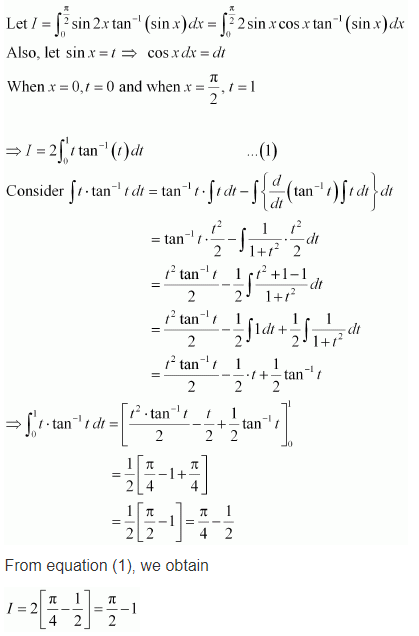 Let I = ∫₀^{π/2} sin 2x tan⁻¹ (sin x) dx = ∫₀^{π/2} 2 sin x cos x tan⁻¹ (sin x) dx
Also, let sin x = t ⇒ cos x dx = dt
When x = 0, t = 0 and when x = π/2, t = 1
⇒ I = 2∫₀¹ t tan⁻¹ (t) dt ...(1)
Consider ∫ t · tan⁻¹ t dt = tan⁻¹ t · ∫ t dt − ∫ { d/dt (tan⁻¹ t) ∫ t dt } dt
= tan⁻¹ t · t²/2 − ∫ 1/(1+t²) · t²/2 dt
= t² tan⁻¹ t/2 − 1/2 ∫ (t² + 1 − 1)/(1+t²) dt
= t² tan⁻¹ t/2 − 1/2 ∫ 1 dt + 1/2 ∫ 1/(1+t²) dt
= t² tan⁻¹ t/2 − 1/2 · t + 1/2 tan⁻¹ t
⇒ ∫₀¹ t · tan⁻¹ t dt = [ t² · tan⁻¹ t/2 − t/2 + 1/2 tan⁻¹ t ]₀¹
= 1/2 [ π/4 − 1 + π/4 ]
= 1/2 [ π/2 − 1 ] = π/4 − 1/2
From equation (1), we obtain
I = 2 [ π/4 − 1/2 ] = π/2 − 1